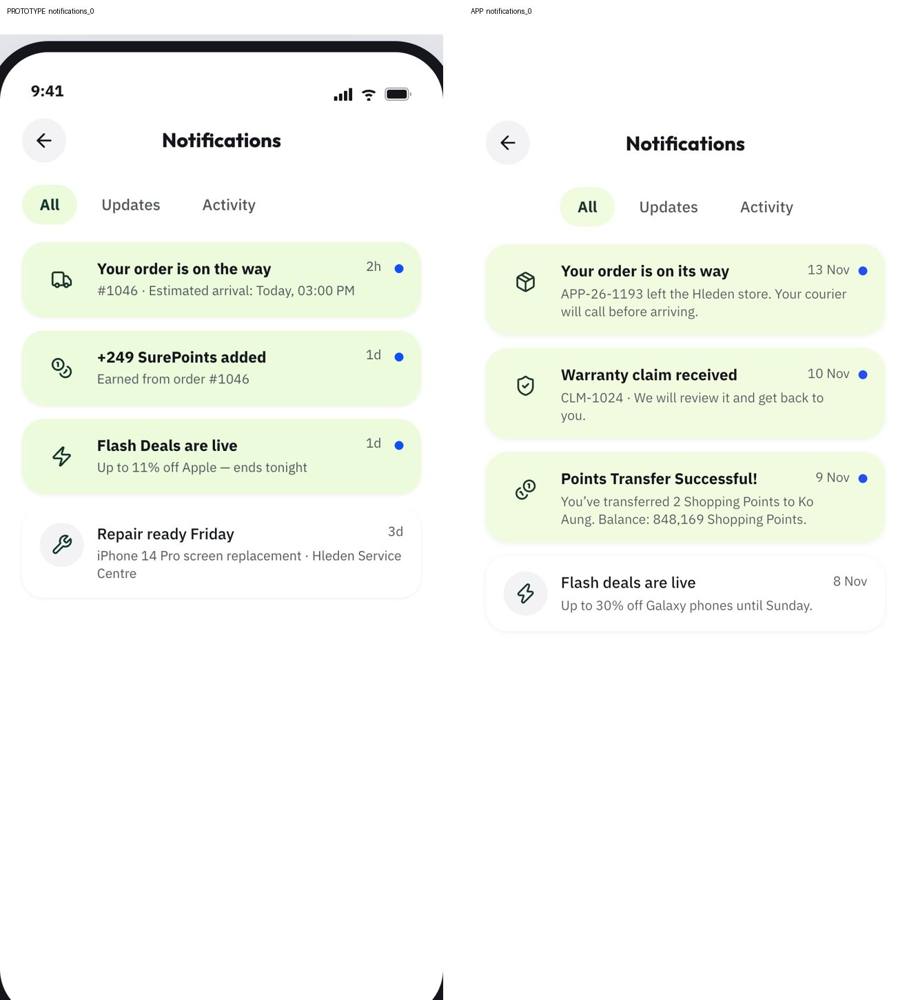 PROTOTYPE notifications_0
9:41
Notifications
All Updates Activity
Your order is on the way 2h
#1046 · Estimated arrival: Today, 03:00 PM
+249 SurePoints added 1d
Earned from order #1046
Flash Deals are live 1d
Up to 11% off Apple — ends tonight
Repair ready Friday 3d
iPhone 14 Pro screen replacement · Hleden Service
Centre
APP notifications_0
Notifications
All Updates Activity
Your order is on its way 13 Nov
APP-26-1193 left the Hleden store. Your courier
will call before arriving.
Warranty claim received 10 Nov
CLM-1024 · We will review it and get back to
you.
Points Transfer Successful! 9 Nov
You’ve transferred 2 Shopping Points to Ko
Aung. Balance: 848,169 Shopping Points.
Flash deals are live 8 Nov
Up to 30% off Galaxy phones until Sunday.